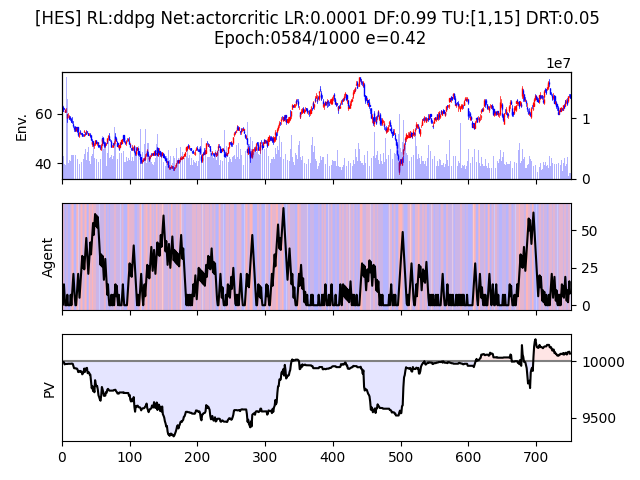 [HES] RL:ddpg Net:actorcritic LR:0.0001 DF:0.99 TU:[1,15] DRT:0.05
Epoch:0584/1000 e=0.42
1e7
60
40
Env.
1
0
Agent
50
25
0
PV
10000
9500
0 100 200 300 400 500 600 700